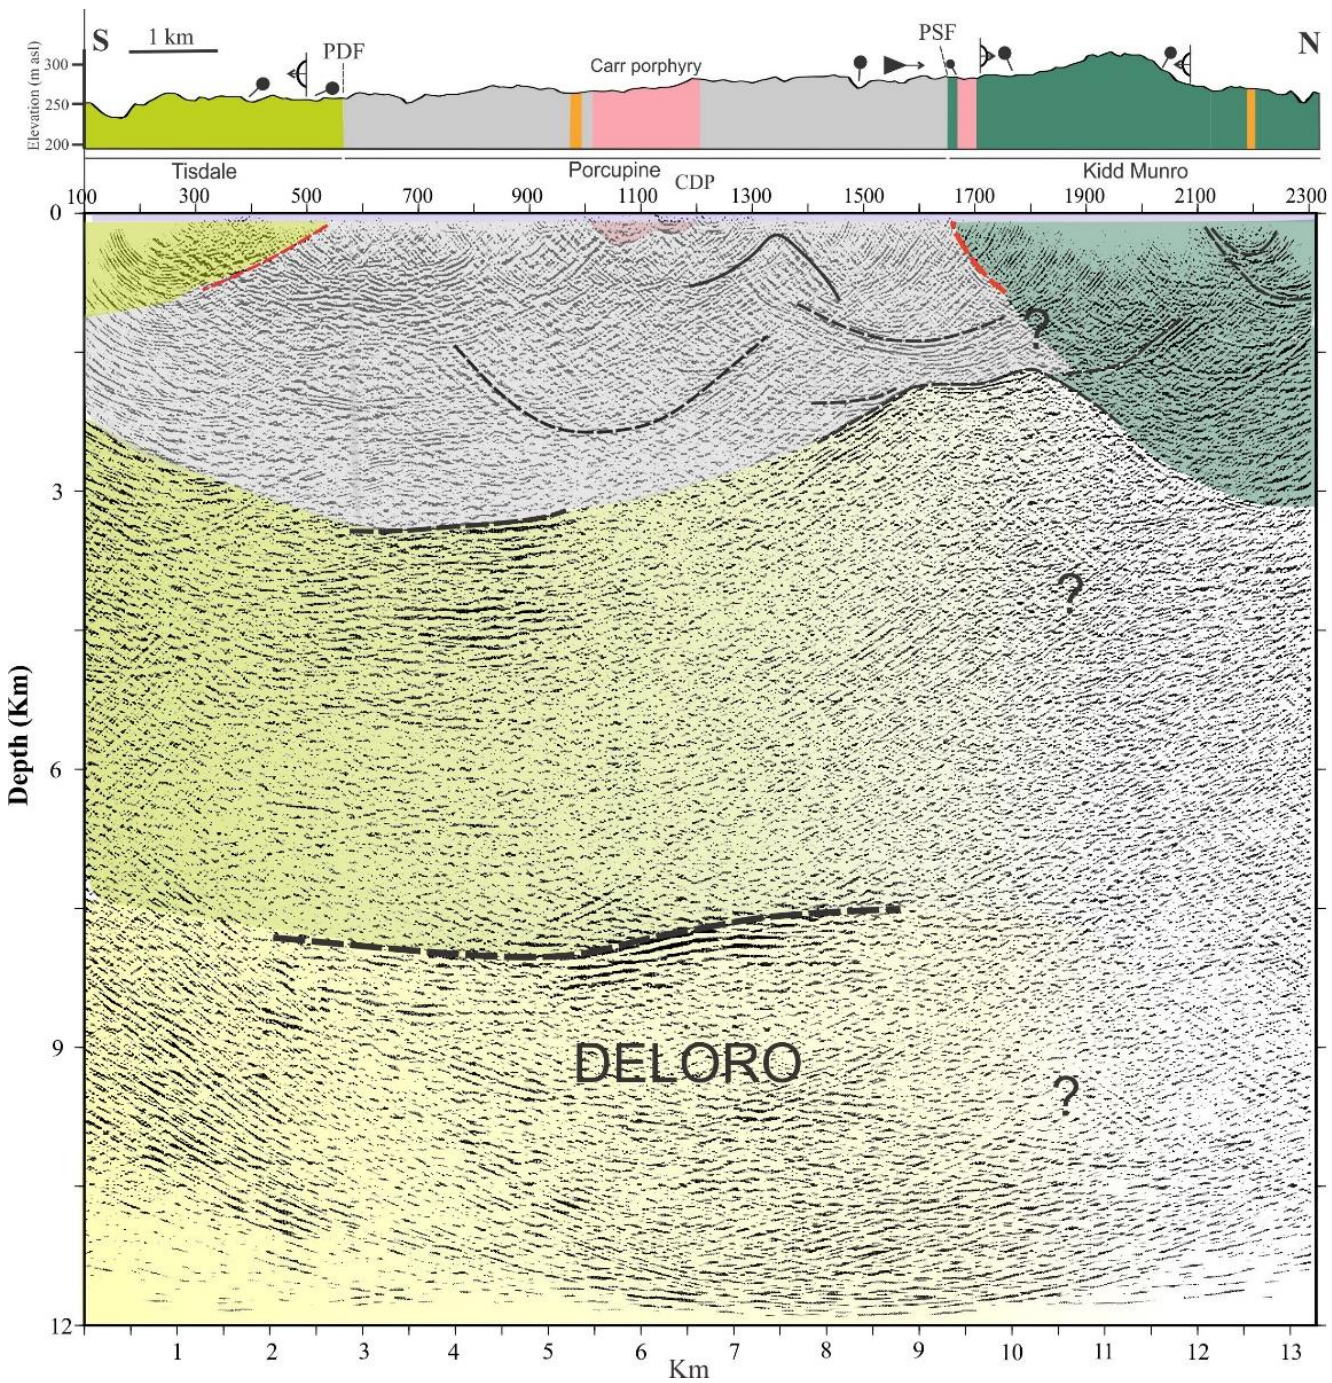 S
1 km
PDF
Carr porphyry
PSF
N
Elevation (m asl)
300
250
200
Tisdale
Porcupine
CDP
Kidd Munro
100 300 500 700 900 1100 1300 1500 1700 1900 2100 2300
0
?
3
?
Depth (Km)
6
DELORO
9
?
12
1 2 3 4 5 6 7 8 9 10 11 12 13
Km